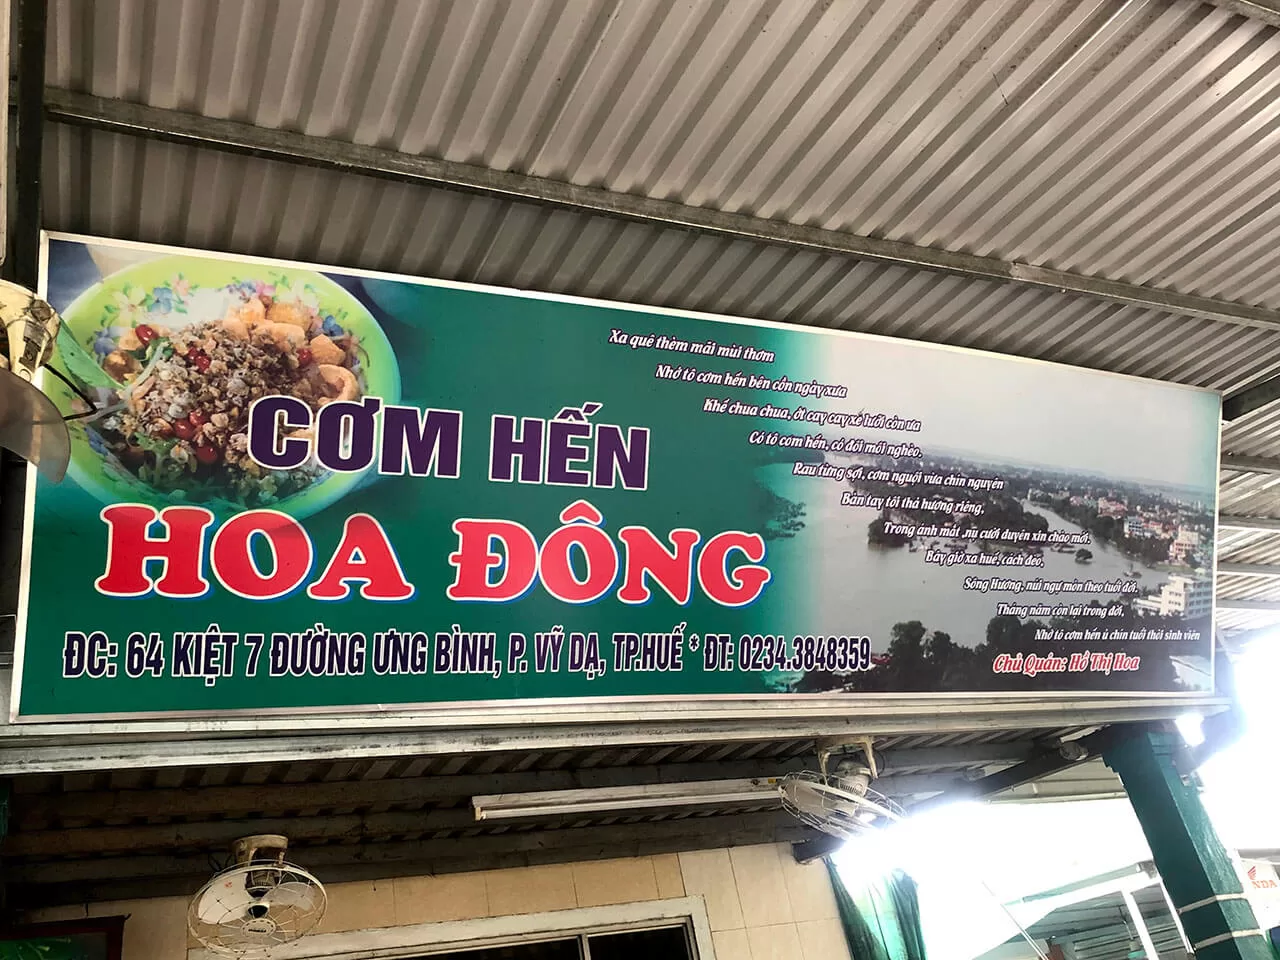 CƠM HẾN
HOA ĐÔNG
ĐC: 64 KIỆT 7 ĐƯỜNG ƯNG BÌNH, P. VỸ DẠ, TP.HUẾ * ĐT: 0234.3848359
Xa quê thèm mãi mùi thơm
Nhớ tô cơm hến bên cồn ngày xưa
Khế chua chua, ớt cay cay xé lưỡi còn ưa
Có tô cơm hến, cô đôi mối nghèo.
Rau từng sợi, cơm nguội vừa chín nguyên
Bàn tay tôi thả hương riêng,
Trong ánh mắt ,nụ cười duyên xin chào mời.
Bây giờ xa huế, cách đèo,
Sông Hương, núi ngự mòn theo tuổi đời.
Tháng năm còn lại trong đời,
Nhớ tô cơm hến ủ chín tuổi thời sinh viên
Chủ Quán: Hồ Thị Hoa
NDA